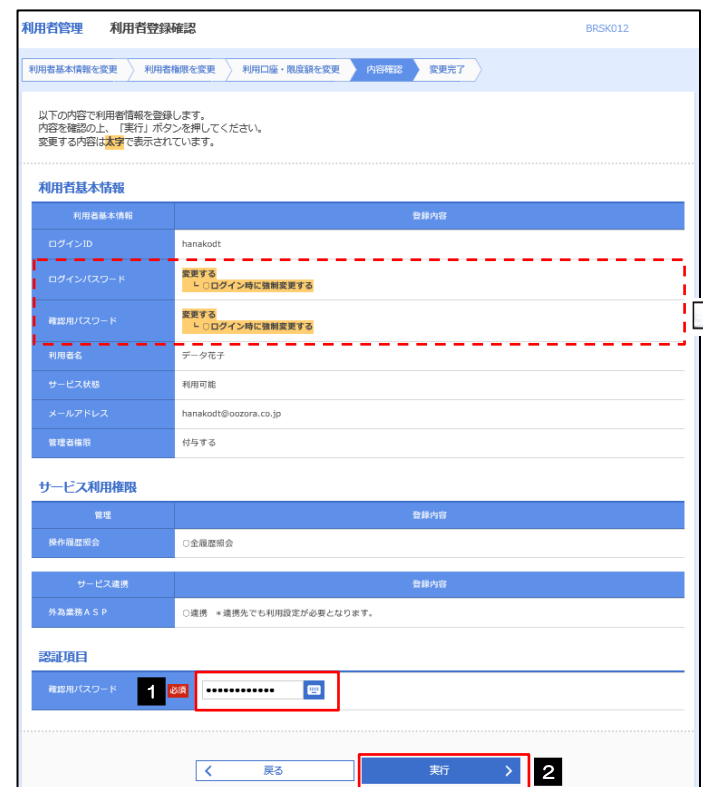 利用者管理 利用者登録確認 BRSK012
利用者基本情報を変更 利用者権限を変更 利用口座・限度額を変更 内容確認 変更完了
以下の内容で利用者情報を登録します。
内容を確認の上、「実行」ボタンを押してください。
変更する内容は太字で表示されています。
利用者基本情報
利用者基本情報 登録内容
ログインID hanakodt
ログインパスワード 変更する
└ ○ログイン時に強制変更する
確認用パスワード 変更する
└ ○ログイン時に強制変更する
利用者名 データ花子
サービス状態 利用可能
メールアドレス hanakodt@oozora.co.jp
管理者権限 付与する
サービス利用権限
管理 登録内容
操作履歴照会 ○全履歴照会
サービス連携 登録内容
外為業務ASP ○連携 *連携先でも利用設定が必要となります。
認証項目
確認用パスワード 1 必須 ••••••••••••
戻る 実行 2